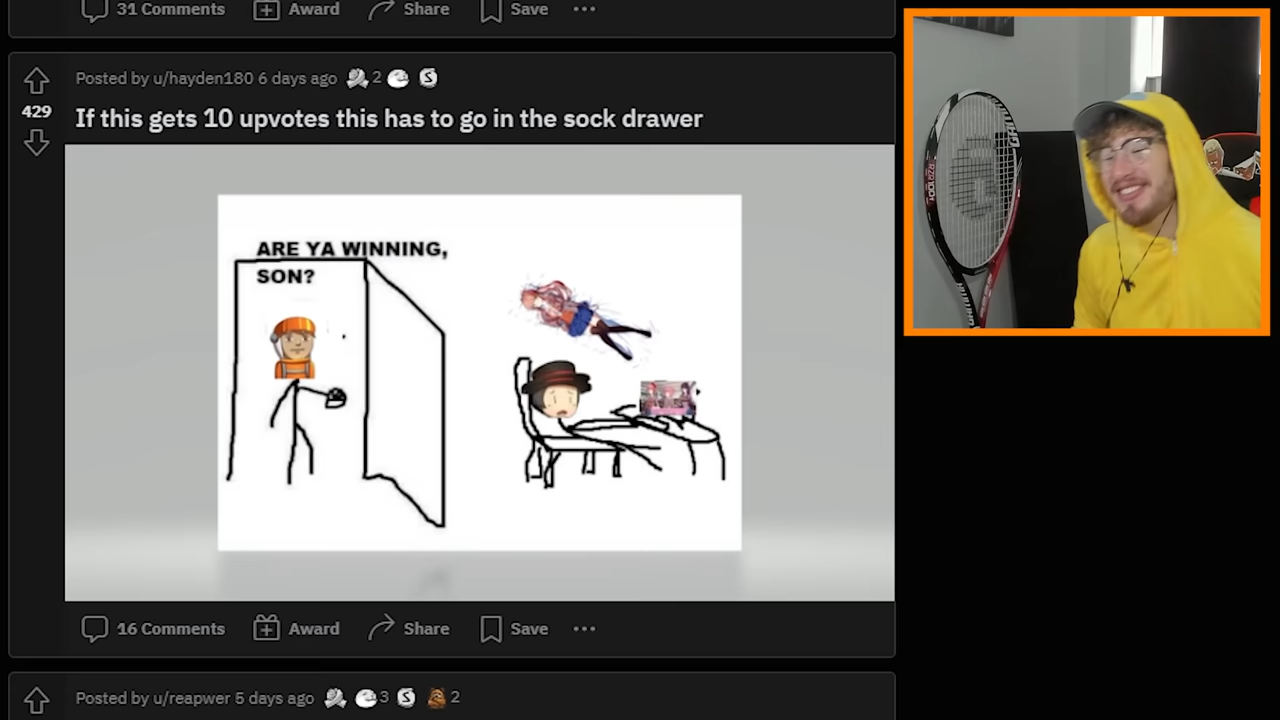 31 Comments Award Share Save
Posted by u/hayden180 6 days ago 2
429
If this gets 10 upvotes this has to go in the sock drawer
ARE YA WINNING,
SON?
16 Comments Award Share Save
Posted by u/reapwer 5 days ago 3 2